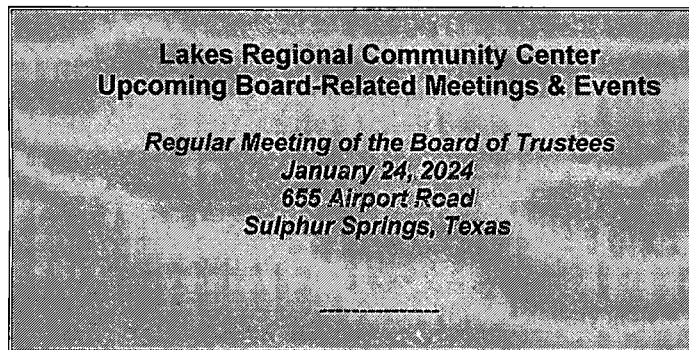 Lakes Regional Community Center
Upcoming Board-Related Meetings & Events
Regular Meeting of the Board of Trustees
January 24, 2024
655 Airport Road
Sulphur Springs, Texas